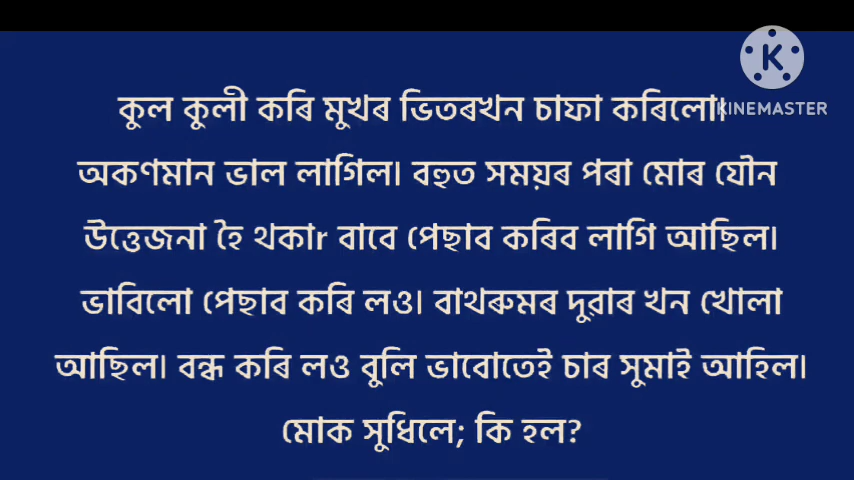 কুল কুলী কৰি মুখৰ ভিতৰখন চাফা কৰিলো।
KINEMASTER
অকণমান ভাল লাগিল। বহুত সময়ৰ পৰা মোৰ যৌন
উত্তেজনা হৈ থকাr বাবে পেছাব কৰিব লাগি আছিল।
ভাবিলো পেছাব কৰি লও। বাথৰুমৰ দুৱাৰ খন খোলা
আছিল। বন্ধ কৰি লও বুলি ভাবোতেই চাৰ সুমাই আহিল।
মোক সুধিলে; কি হল?